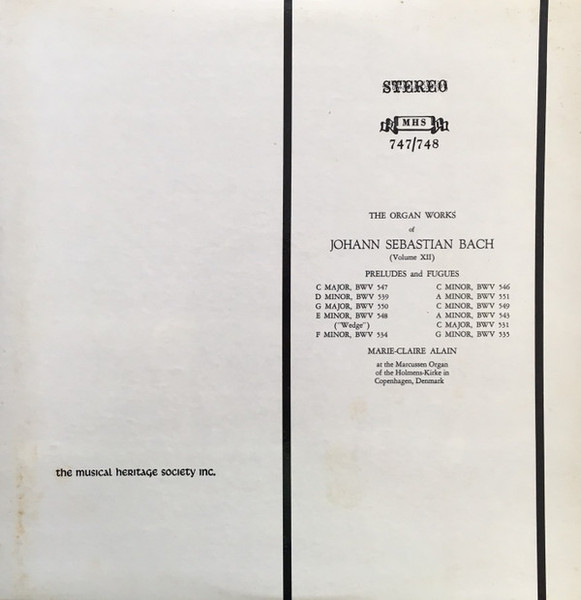 STEREO
MHS
747/748
THE ORGAN WORKS
of
JOHANN SEBASTIAN BACH
(Volume XII)
PRELUDES and FUGUES
C MAJOR, BWV 547 C MINOR, BWV 546
D MINOR, BWV 539 A MINOR, BWV 551
G MAJOR, BWV 550 C MINOR, BWV 549
E MINOR, BWV 548 A MINOR, BWV 543
("Wedge") C MAJOR, BWV 531
F MINOR, BWV 534 G MINOR, BWV 535
MARIE-CLAIRE ALAIN
at the Marcussen Organ
of the Holmens-Kirke in
Copenhagen, Denmark
the musical heritage society inc.